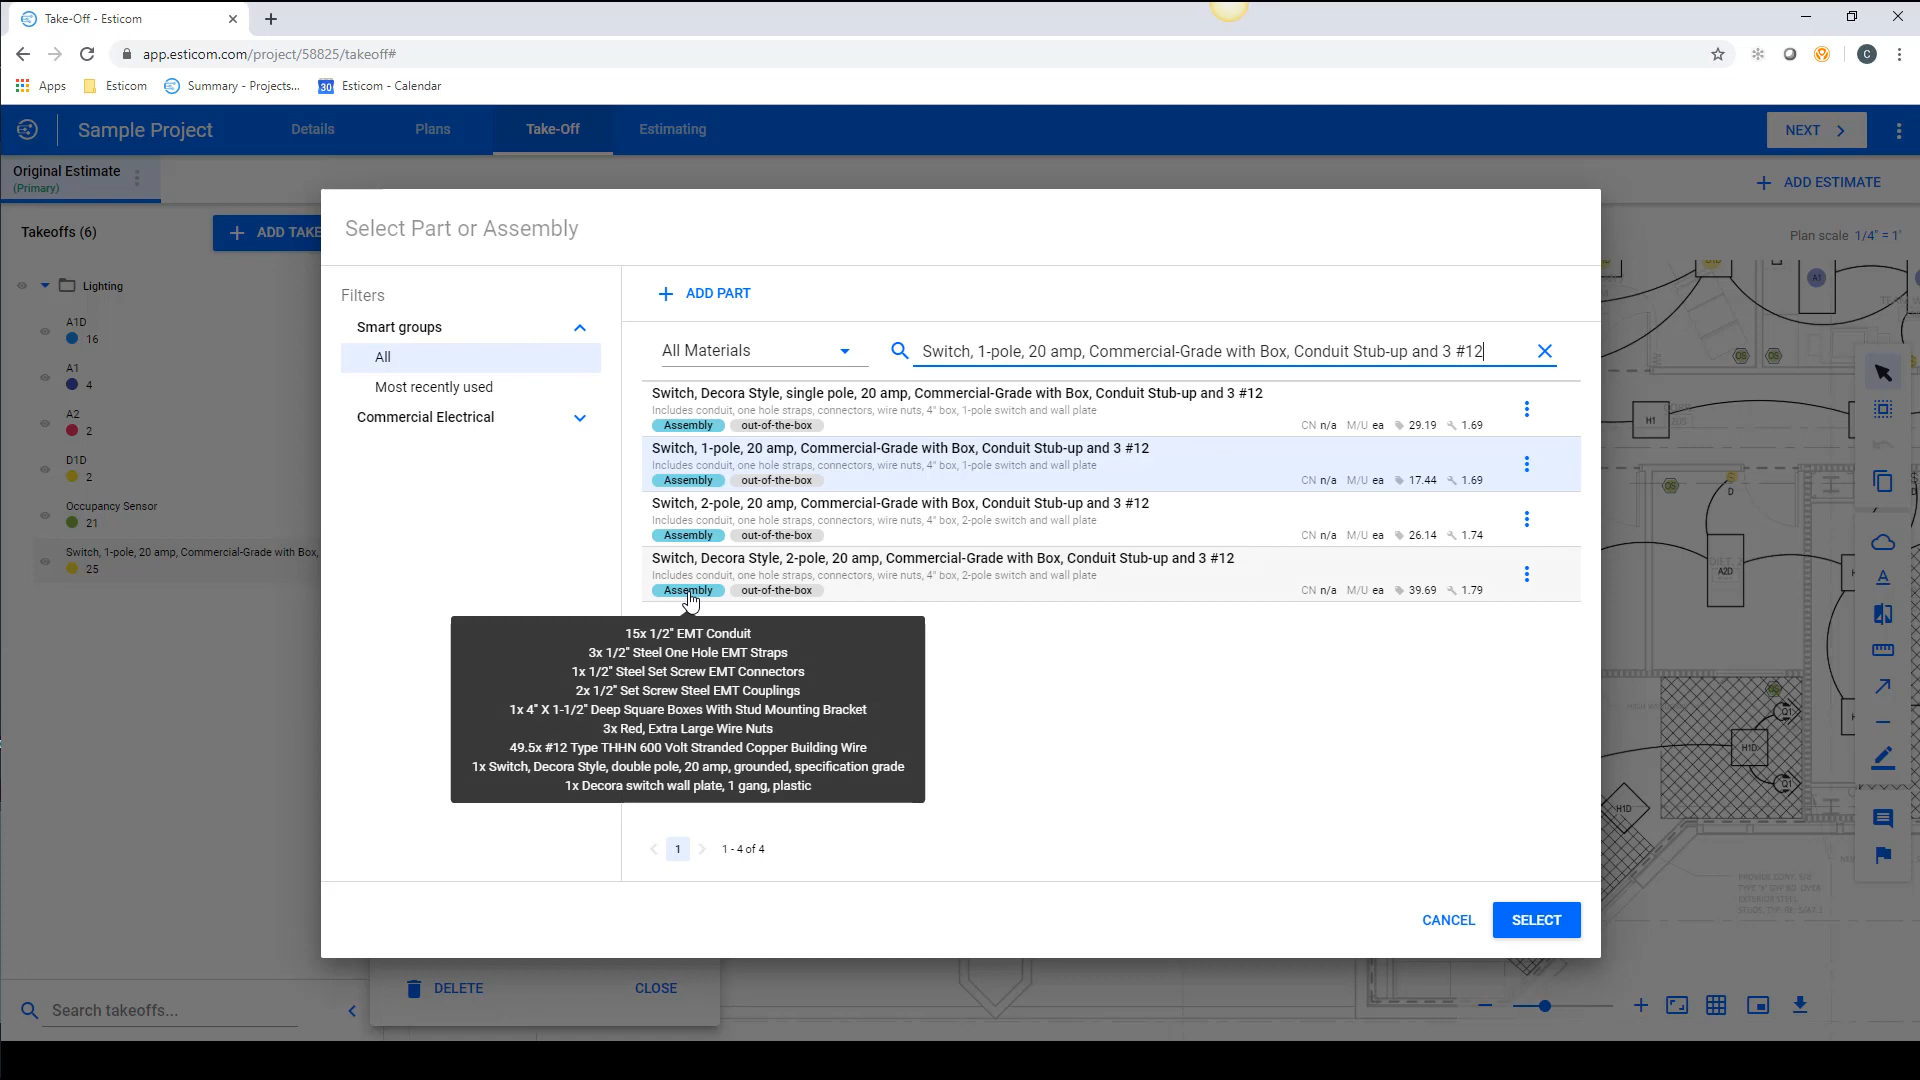 Take-Off - Esticom
app.esticom.com/project/58825/takeoff#
C
Apps
Esticom
Summary - Projects...
30
Esticom - Calendar
Sample Project
Details
Plans
Take-Off
Estimating
NEXT
Original Estimate
(Primary)
ADD ESTIMATE
Takeoffs (6)
ADD TAKE
Plan scale 1/4" = 1'
Lighting
A1D
16
A1
4
A2
2
D1D
2
Occupancy Sensor
21
Switch, 1-pole, 20 amp, Commercial-Grade with Box,
25
Search takeoffs...
Select Part or Assembly
Filters
Smart groups
All
Most recently used
Commercial Electrical
ADD PART
All Materials
Switch, 1-pole, 20 amp, Commercial-Grade with Box, Conduit Stub-up and 3 #12
Switch, Decora Style, single pole, 20 amp, Commercial-Grade with Box, Conduit Stub-up and 3 #12
Includes conduit, one hole straps, connectors, wire nuts, 4" box, 1-pole switch and wall plate
Assembly out-of-the-box CN n/a M/U ea 29.19 1.69
Switch, 1-pole, 20 amp, Commercial-Grade with Box, Conduit Stub-up and 3 #12
Includes conduit, one hole straps, connectors, wire nuts, 4" box, 1-pole switch and wall plate
Assembly out-of-the-box CN n/a M/U ea 17.44 1.69
Switch, 2-pole, 20 amp, Commercial-Grade with Box, Conduit Stub-up and 3 #12
Includes conduit, one hole straps, connectors, wire nuts, 4" box, 2-pole switch and wall plate
Assembly out-of-the-box CN n/a M/U ea 26.14 1.74
Switch, Decora Style, 2-pole, 20 amp, Commercial-Grade with Box, Conduit Stub-up and 3 #12
Includes conduit, one hole straps, connectors, wire nuts, 4" box, 2-pole switch and wall plate
Assembly out-of-the-box CN n/a M/U ea 39.69 1.79
15x 1/2" EMT Conduit
3x 1/2" Steel One Hole EMT Straps
1x 1/2" Steel Set Screw EMT Connectors
2x 1/2" Set Screw Steel EMT Couplings
1x 4" X 1-1/2" Deep Square Boxes With Stud Mounting Bracket
3x Red, Extra Large Wire Nuts
49.5x #12 Type THHN 600 Volt Stranded Copper Building Wire
1x Switch, Decora Style, double pole, 20 amp, grounded, specification grade
1x Decora switch wall plate, 1 gang, plastic
1
1 - 4 of 4
CANCEL
SELECT
DELETE
CLOSE
A1
OS
OS
H1
OS
D
A2D
OS
H1D
H1D